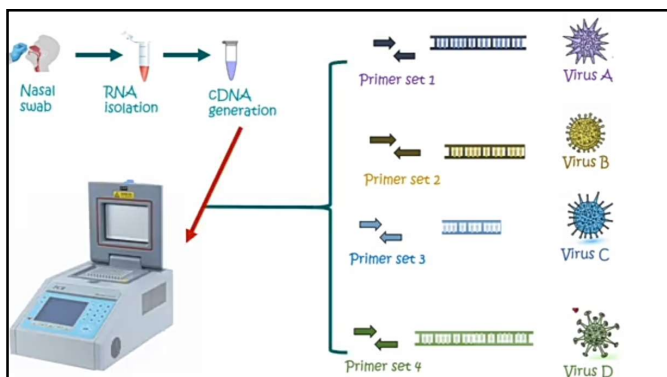 Nasal
swab
RNA
isolation
cDNA
generation
Primer set 1
Virus A
Primer set 2
Virus B
Primer set 3
Virus C
Primer set 4
Virus D
PCR